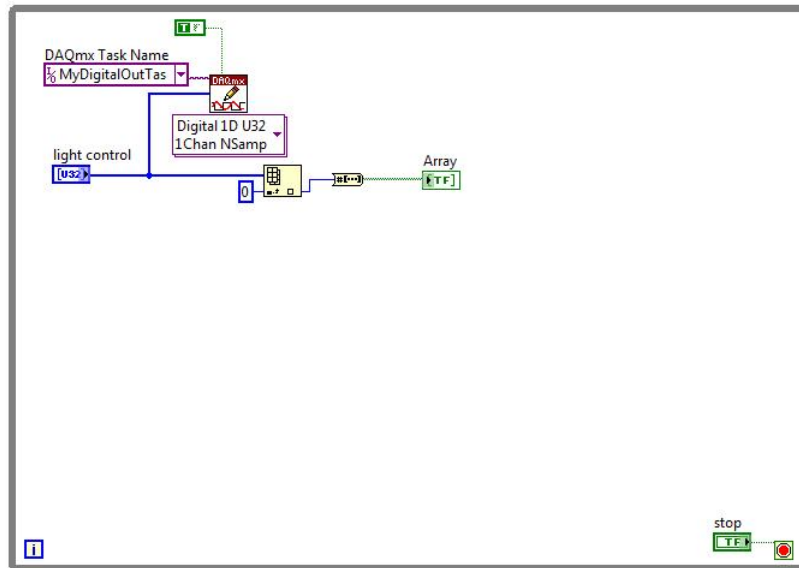 T F
DAQmx Task Name
I/O MyDigitalOutTas
DAQmx
Digital 1D U32
1Chan NSamp
light control
[U32]
0
#[...]
Array
TF]
stop
TF
i